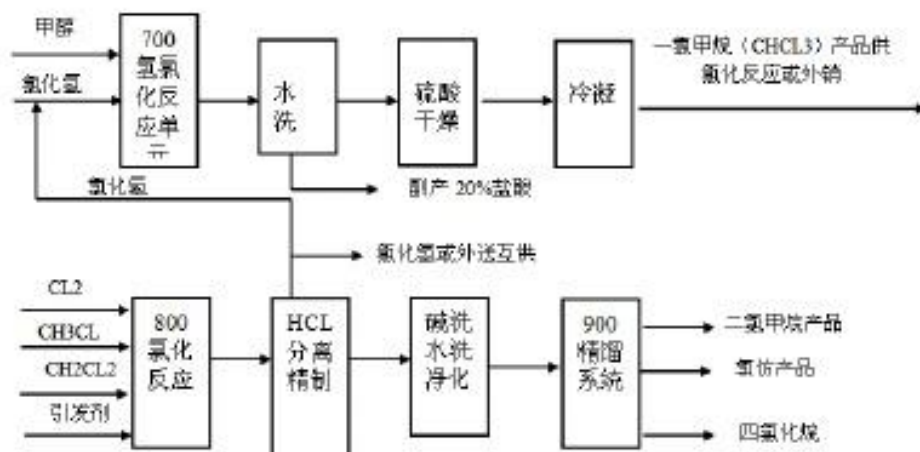 甲醇
氯化氢
700
氢氯
化反
应单
元
水
洗
硫酸
干燥
冷凝
一氯甲烷（CHCL3）产品供
氯化反应或外销
氯化氢
副产 20%盐酸
氯化氢或外送互供
CL2
CH3CL
CH2CL2
引发剂
800
氯化
反应
HCL
分离
精制
碱洗
水洗
净化
900
精馏
系统
二氯甲烷产品
氯仿产品
四氯化烷